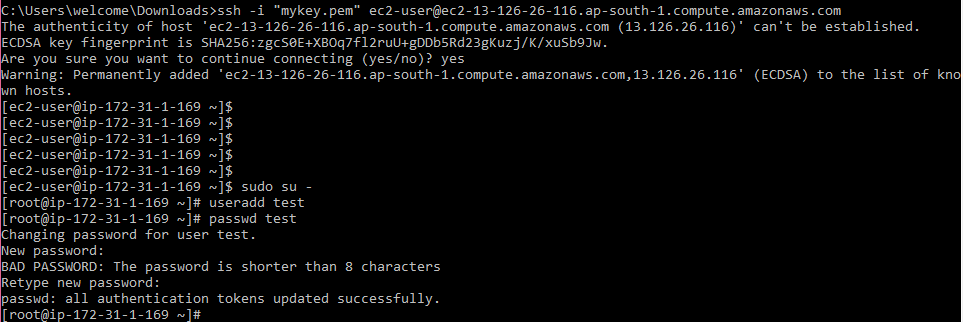 C:\Users\welcome\Downloads>ssh -i "mykey.pem" ec2-user@ec2-13-126-26-116.ap-south-1.compute.amazonaws.com
The authenticity of host 'ec2-13-126-26-116.ap-south-1.compute.amazonaws.com (13.126.26.116)' can't be established.
ECDSA key fingerprint is SHA256:zgcS0E+XBOq7fl2ruU+gDDb5Rd23gKuzj/K/xuSb9Jw.
Are you sure you want to continue connecting (yes/no)? yes
Warning: Permanently added 'ec2-13-126-26-116.ap-south-1.compute.amazonaws.com,13.126.26.116' (ECDSA) to the list of kno
wn hosts.
[ec2-user@ip-172-31-1-169 ~]$
[ec2-user@ip-172-31-1-169 ~]$
[ec2-user@ip-172-31-1-169 ~]$
[ec2-user@ip-172-31-1-169 ~]$
[ec2-user@ip-172-31-1-169 ~]$
[ec2-user@ip-172-31-1-169 ~]$ sudo su -
[root@ip-172-31-1-169 ~]# useradd test
[root@ip-172-31-1-169 ~]# passwd test
Changing password for user test.
New password:
BAD PASSWORD: The password is shorter than 8 characters
Retype new password:
passwd: all authentication tokens updated successfully.
[root@ip-172-31-1-169 ~]#